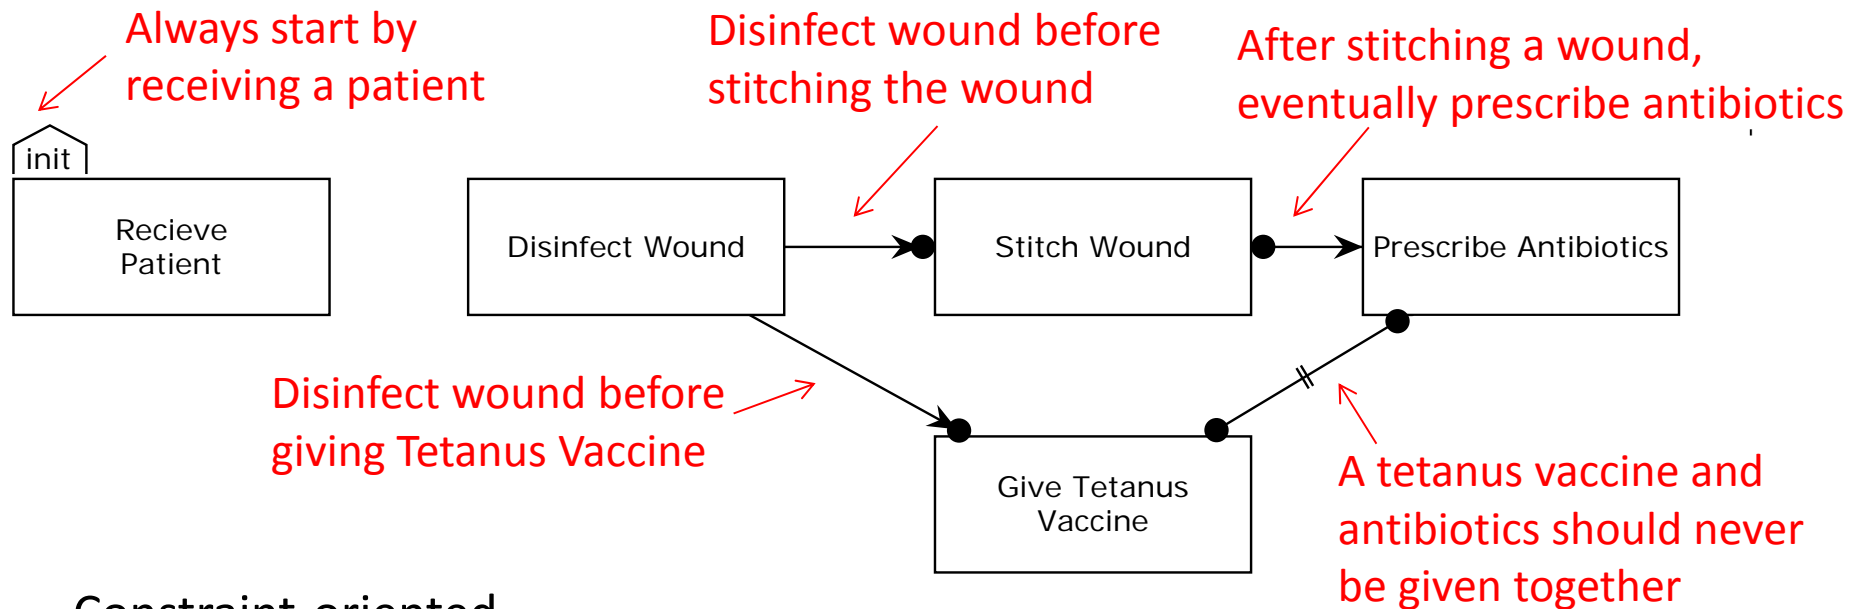 Always start by
receiving a patient
Disinfect wound before
stitching the wound
After stitching a wound,
eventually prescribe antibiotics
init
Recieve
Patient
Disinfect Wound
Stitch Wound
Prescribe Antibiotics
Disinfect wound before
giving Tetanus Vaccine
Give Tetanus
Vaccine
A tetanus vaccine and
antibiotics should never
be given together
Constraint-oriented